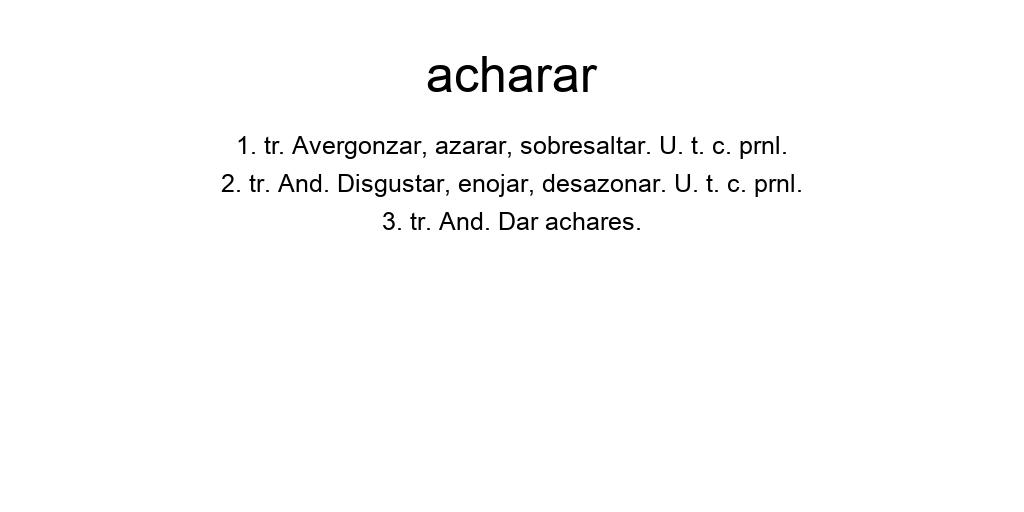 acharar
1. tr. Avergonzar, azarar, sobresaltar. U. t. c. prnl.
2. tr. And. Disgustar, enojar, desazonar. U. t. c. prnl.
3. tr. And. Dar achares.